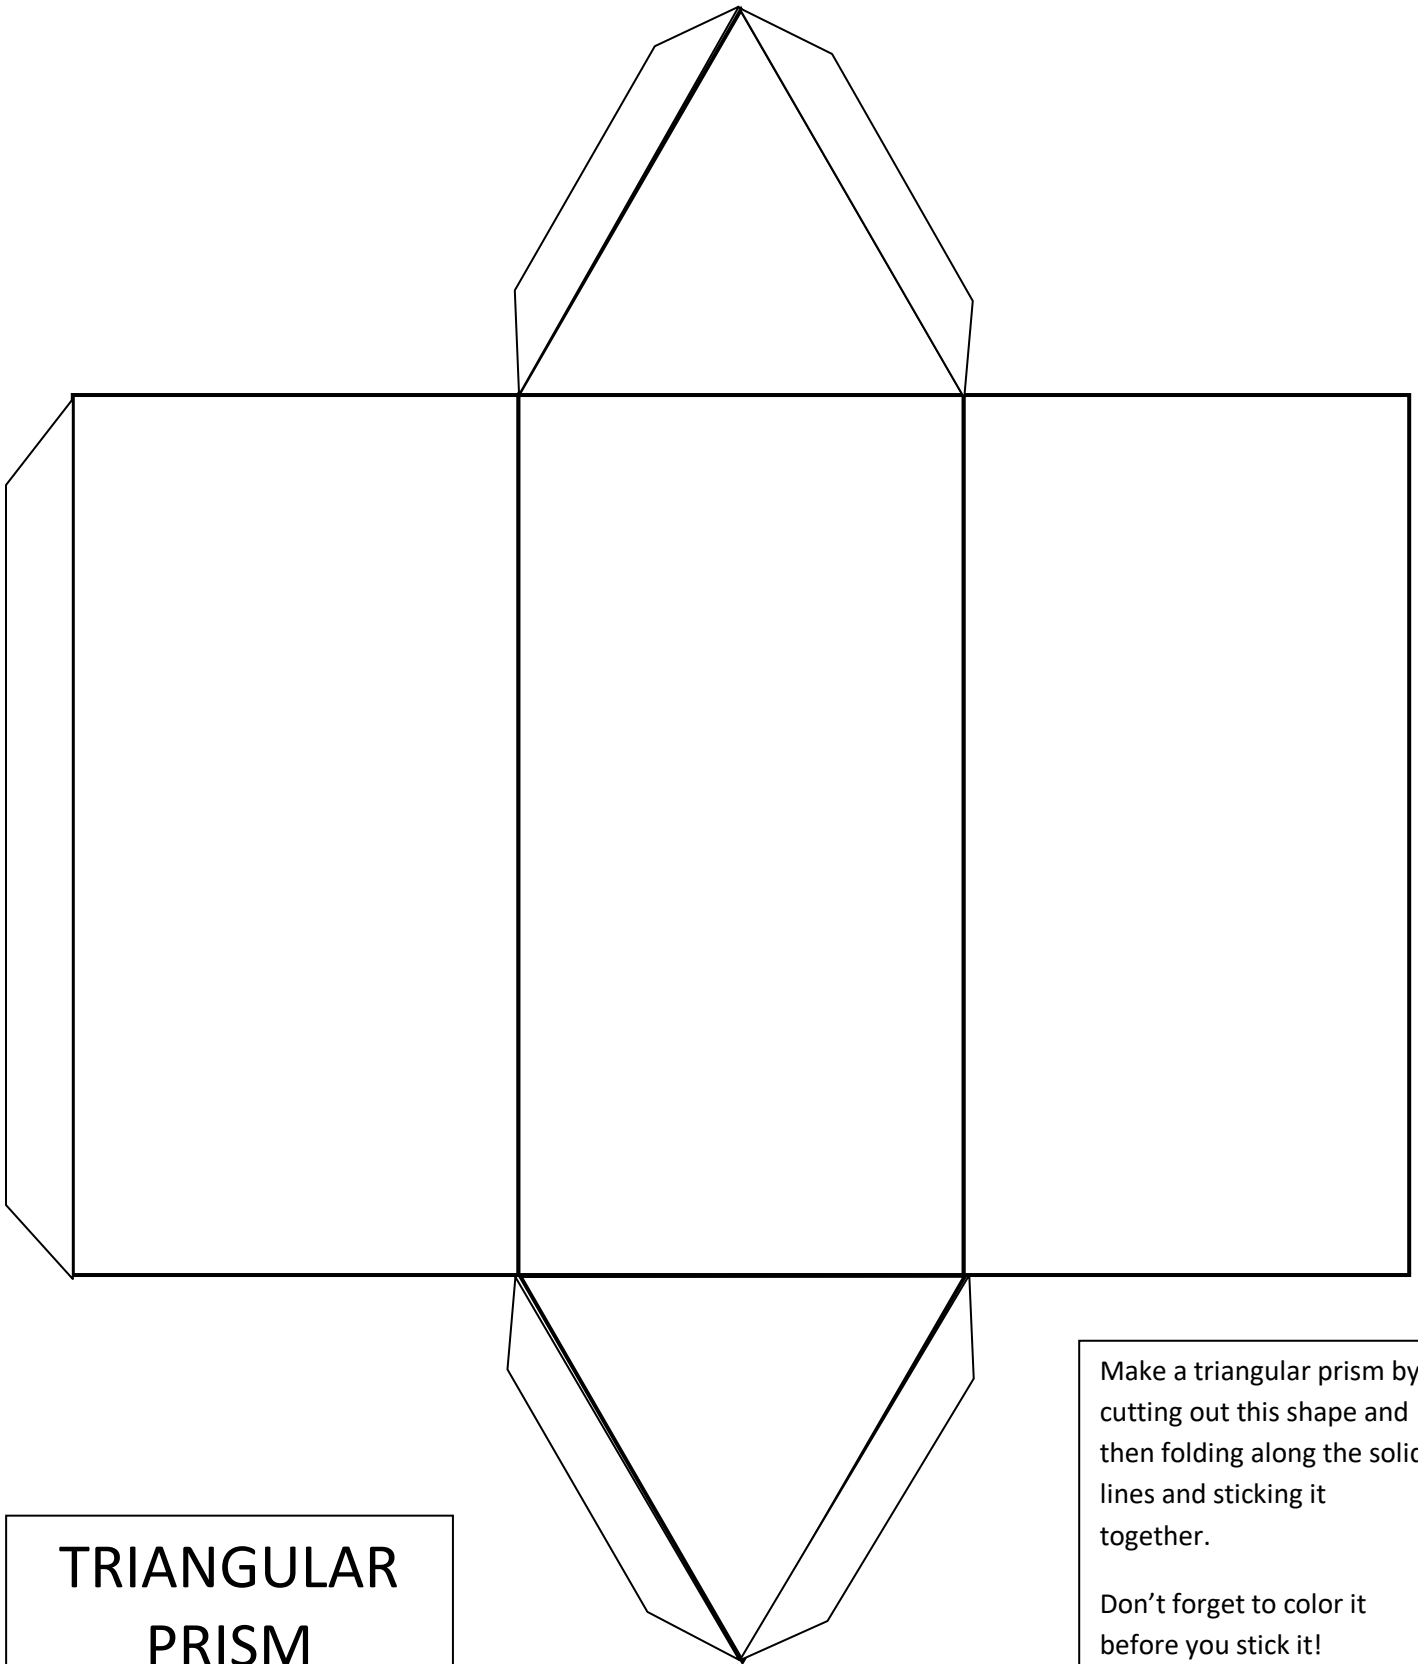 Make a triangular prism by
cutting out this shape and
then folding along the solid
lines and sticking it
together.
Don’t forget to color it
before you stick it!
TRIANGULAR
PRISM